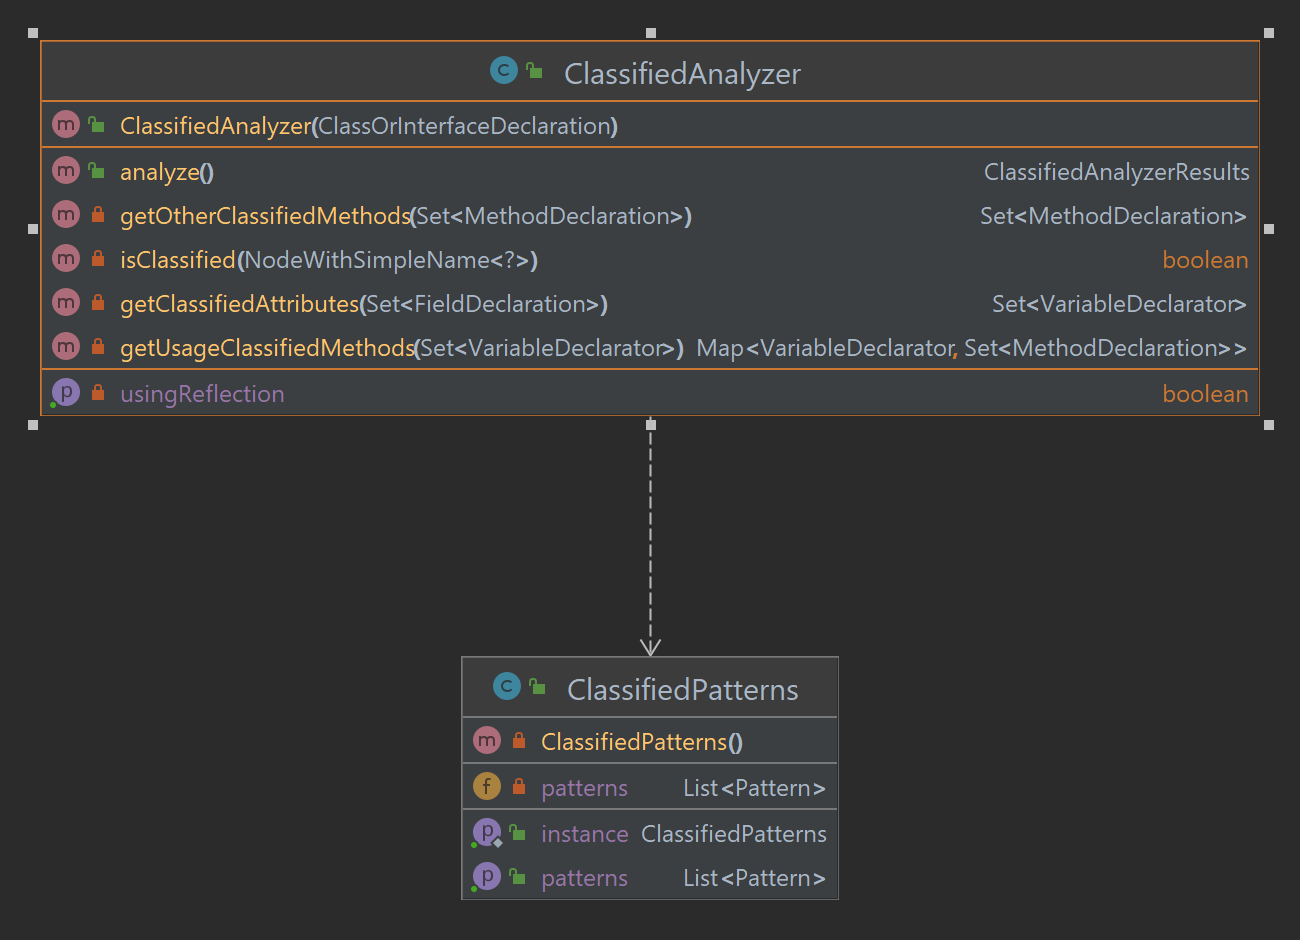 C ClassifiedAnalyzer
m ClassifiedAnalyzer(ClassOrInterfaceDeclaration)
m analyze() ClassifiedAnalyzerResults
m getOtherClassifiedMethods(Set<MethodDeclaration>) Set<MethodDeclaration>
m isClassified(NodeWithSimpleName<?>) boolean
m getClassifiedAttributes(Set<FieldDeclaration>) Set<VariableDeclarator>
m getUsageClassifiedMethods(Set<VariableDeclarator>) Map<VariableDeclarator, Set<MethodDeclaration>>
p usingReflection boolean
C ClassifiedPatterns
m ClassifiedPatterns()
f patterns List<Pattern>
p instance ClassifiedPatterns
p patterns List<Pattern>